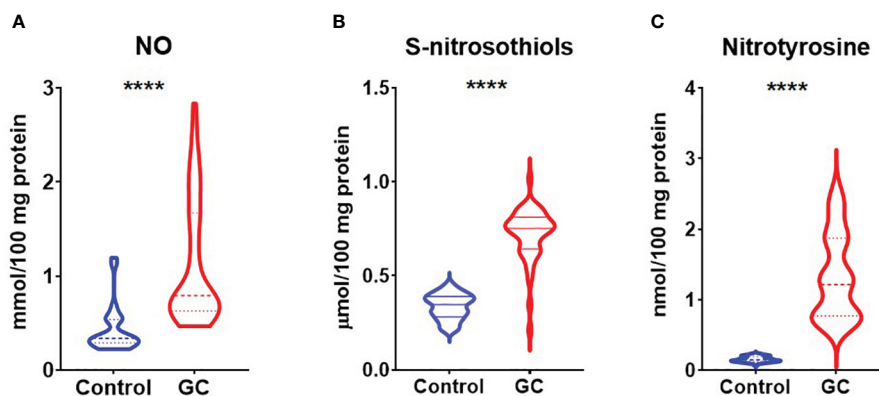 A
NO
****
mmol/100 mg protein
3
2
1
0
Control
GC
B
S-nitrosothiols
****
µmol/100 mg protein
1.5
1.0
0.5
0.0
Control
GC
C
Nitrotyrosine
****
nmol/100 mg protein
4
3
2
1
0
Control
GC